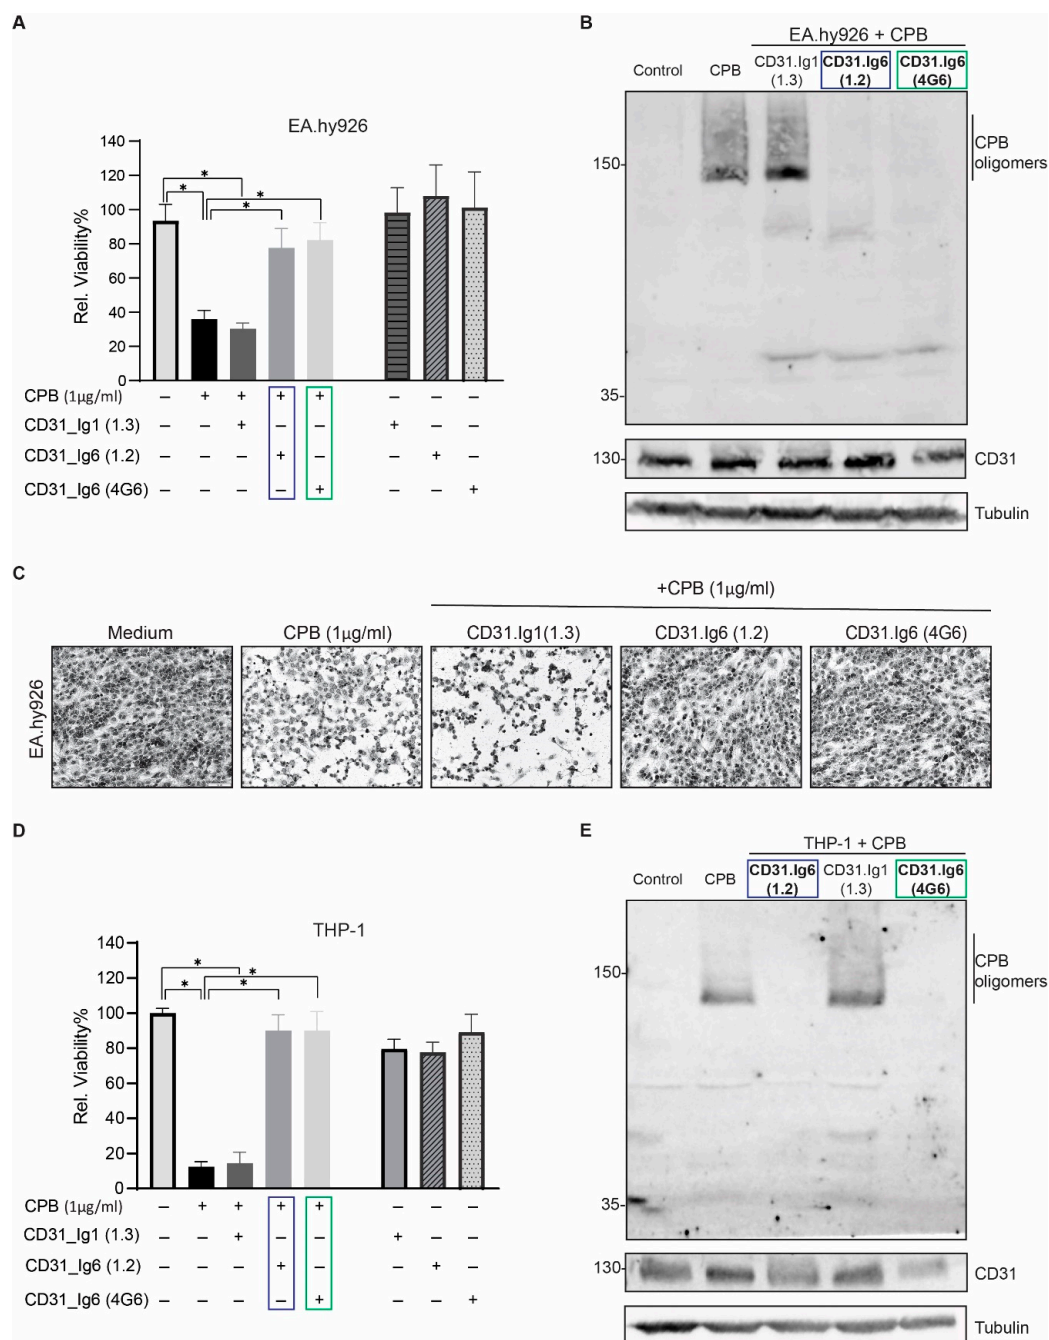 A
EA.hy926
Rel. Viability%
140
120
100
80
60
40
20
0
* * * *
CPB (1μg/ml) – + + + + – – –
CD31_Ig1 (1.3) – – + – – + – –
CD31_Ig6 (1.2) – – – + – – + –
CD31_Ig6 (4G6) – – – – + – – +
B
EA.hy926 + CPB
Control CPB CD31.Ig1 (1.3) CD31.Ig6 (1.2) CD31.Ig6 (4G6)
150-
CPB
oligomers
35-
130-
CD31
Tubulin
C
+CPB (1μg/ml)
Medium CPB (1μg/ml) CD31.Ig1(1.3) CD31.Ig6 (1.2) CD31.Ig6 (4G6)
EA.hy926
D
THP-1
Rel. Viability%
140
120
100
80
60
40
20
0
* * * *
CPB (1μg/ml) – + + + + – – –
CD31_Ig1 (1.3) – – + – – + – –
CD31_Ig6 (1.2) – – – + – – + –
CD31_Ig6 (4G6) – – – – + – – +
E
THP-1 + CPB
Control CPB CD31.Ig6 (1.2) CD31.Ig1 (1.3) CD31.Ig6 (4G6)
150-
CPB
oligomers
35-
130-
CD31
Tubulin